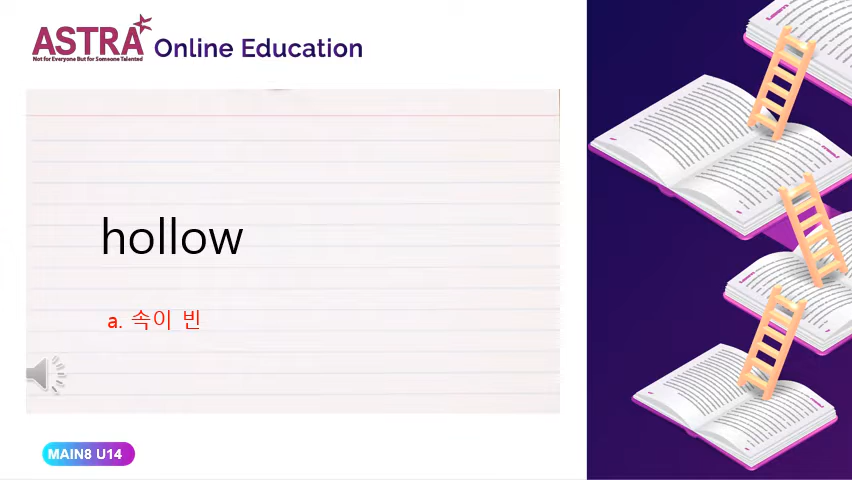 ASTRA Online Education
Not for Everyone But for Someone Talented
hollow
a. 속이 빈
MAIN8 U14